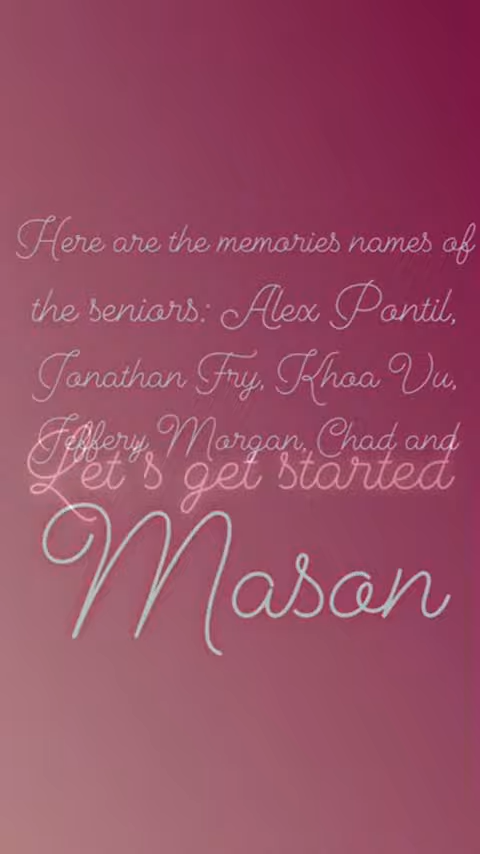 Here are the memories names of
the seniors: Alex Pontil,
Jonathan Fry, Khoa Vu,
Jeffery Morgan, Chad and
Let's get started
Mason